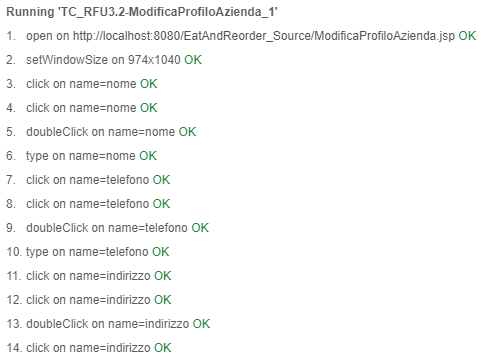 Running 'TC_RFU3.2-ModificaProfiloAzienda_1'
1. open on http://localhost:8080/EatAndReorder_Source/ModificaProfiloAzienda.jsp OK
2. setWindowSize on 974x1040 OK
3. click on name=nome OK
4. click on name=nome OK
5. doubleClick on name=nome OK
6. type on name=nome OK
7. click on name=telefono OK
8. click on name=telefono OK
9. doubleClick on name=telefono OK
10. type on name=telefono OK
11. click on name=indirizzo OK
12. click on name=indirizzo OK
13. doubleClick on name=indirizzo OK
14. click on name=indirizzo OK